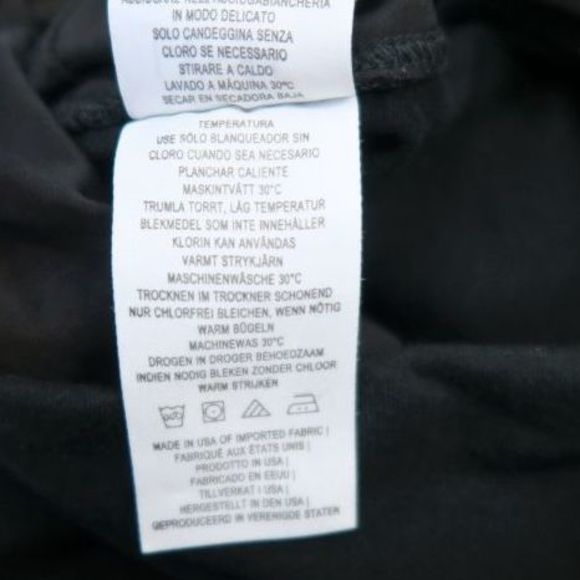 IN MODO DELICATO
SOLO CANDEGGINA SENZA
CLORO SE NECESSARIO
STIRARE A CALDO
LAVADO A MÁQUINA 30°C
SECAR EN SECADORA BAJA
TEMPERATURA
USE SÓLO BLANQUEADOR SIN
CLORO CUANDO SEA NECESARIO
PLANCHAR CALIENTE
MASKINTVÄTT 30°C
TRUMLA TORRT, LÄG TEMPERATUR
BLEKMEDEL SOM INTE INNEHÅLLER
KLORIN KAN ANVÄNDAS
VARMT STRYKJÄRN
MASCHINENWÄSCHE 30°C
TROCKNEN IM TROCKNER SCHONEND
NUR CHLORFREI BLEICHEN, WENN NÖTIG
WARM BÜGELN
MACHINEWAS 30°C
DROGEN IN DROGER BEHOEDZAAM
INDIEN NODIG BLEKEN ZONDER CHLOOR
WARM STRIJKEN
MADE IN USA OF IMPORTED FABRIC |
FABRIQUÉ AUX ÉTATS UNIS |
PRODOTTO IN USA |
FABRICADO EN EEUU |
TILLVERKAT I USA |
HERGESTELLT IN DEN USA |
GEPRODUCEERD IN VERENIGDE STATEN